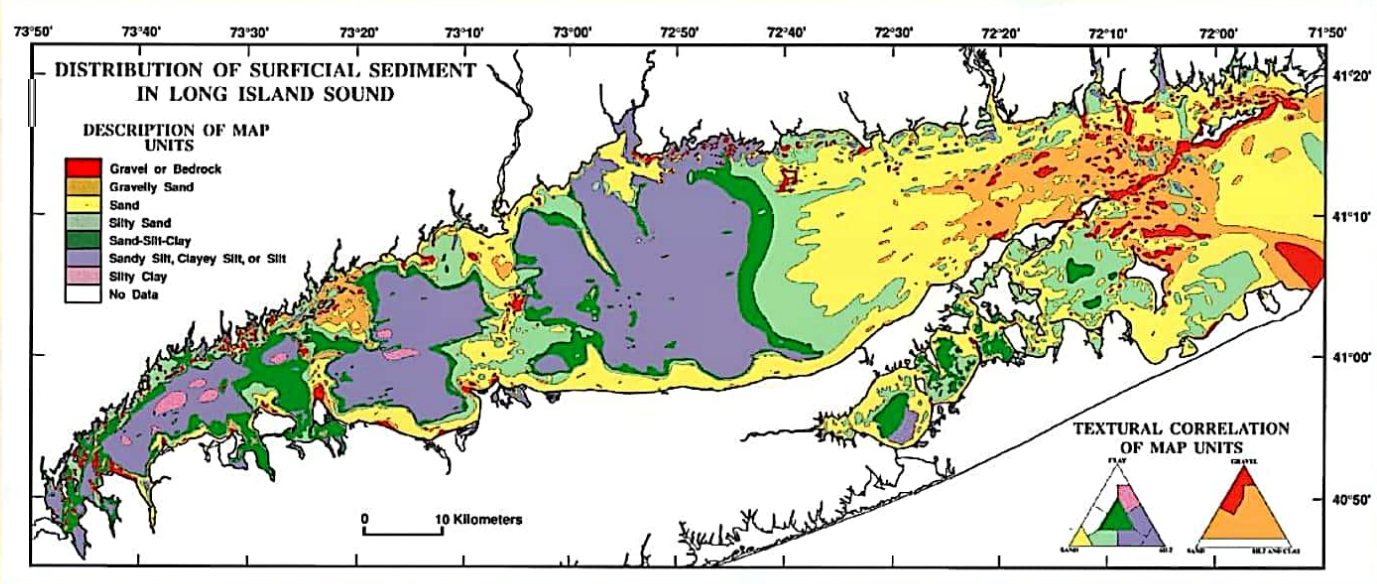 73°50' 73°40' 73°30' 73°20' 73°10' 73°00' 72°50' 72°40' 72°30' 72°20' 72°10' 72°00' 71°50'
DISTRIBUTION OF SURFICIAL SEDIMENT
IN LONG ISLAND SOUND
DESCRIPTION OF MAP
UNITS
Gravel or Bedrock
Gravelly Sand
Sand
Silty Sand
Sand-Silt-Clay
Sandy Silt, Clayey Silt, or Silt
Silty Clay
No Data
41°20'
41°10'
41°00'
40°50'
0 10 Kilometers
TEXTURAL CORRELATION
OF MAP UNITS
CLAY GRAVEL
SAND SILT SAND SILT AND CLAY